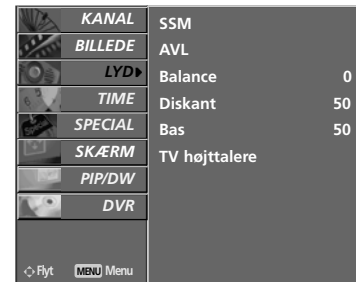 KANAL
BILLEDE
LYD
TIME
SPECIAL
SKÆRM
PIP/DW
DVR
Flyt MENU Menu
SSM
AVL
Balance 0
Diskant 50
Bas 50
TV højttalere